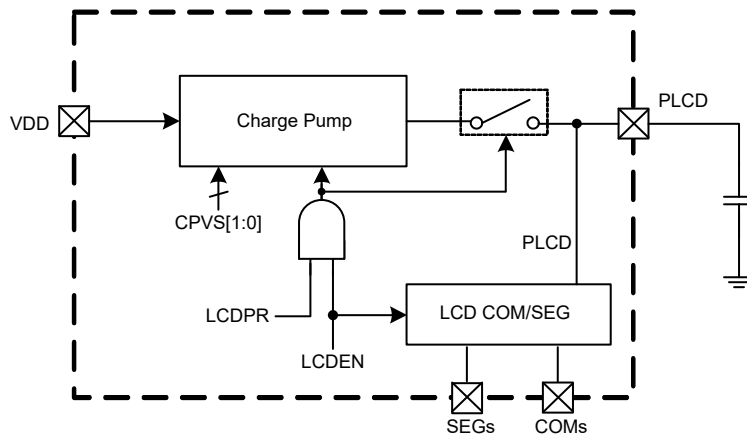 PLCD
VDD
Charge Pump
CPVS[1:0]
PLCD
LCDPR
LCD COM/SEG
LCDEN
SEGs
COMs